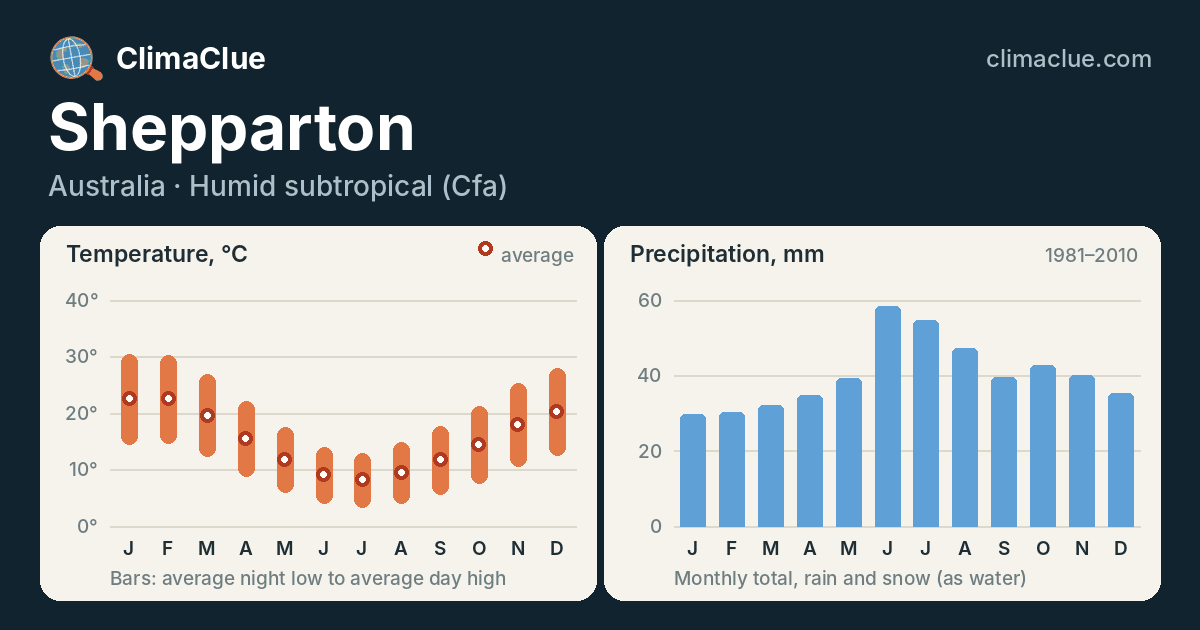 ClimaClue
climaclue.com
Shepparton
Australia · Humid subtropical (Cfa)
Temperature, °C
average
40°
30°
20°
10°
0°
J F M A M J J A S O N D
Bars: average night low to average day high
Precipitation, mm
1981–2010
60
40
20
0
J F M A M J J A S O N D
Monthly total, rain and snow (as water)